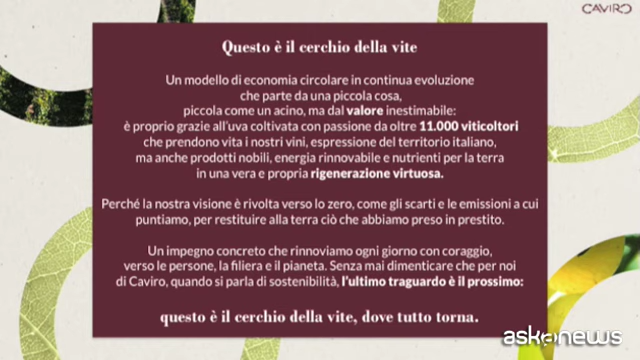 CAVIRO
Questo è il cerchio della vite
Un modello di economia circolare in continua evoluzione
che parte da una piccola cosa,
piccola come un acino, ma dal valore inestimabile:
è proprio grazie all'uva coltivata con passione da oltre 11.000 viticoltori
che prendono vita i nostri vini, espressione del territorio italiano,
ma anche prodotti nobili, energia rinnovabile e nutrienti per la terra
in una vera e propria rigenerazione virtuosa.
Perché la nostra visione è rivolta verso lo zero, come gli scarti e le emissioni a cui
puntiamo, per restituire alla terra ciò che abbiamo preso in prestito.
Un impegno concreto che rinnoviamo ogni giorno con coraggio,
verso le persone, la filiera e il pianeta. Senza mai dimenticare che per noi
di Caviro, quando si parla di sostenibilità, l'ultimo traguardo è il prossimo:
questo è il cerchio della vite, dove tutto torna.
askanews